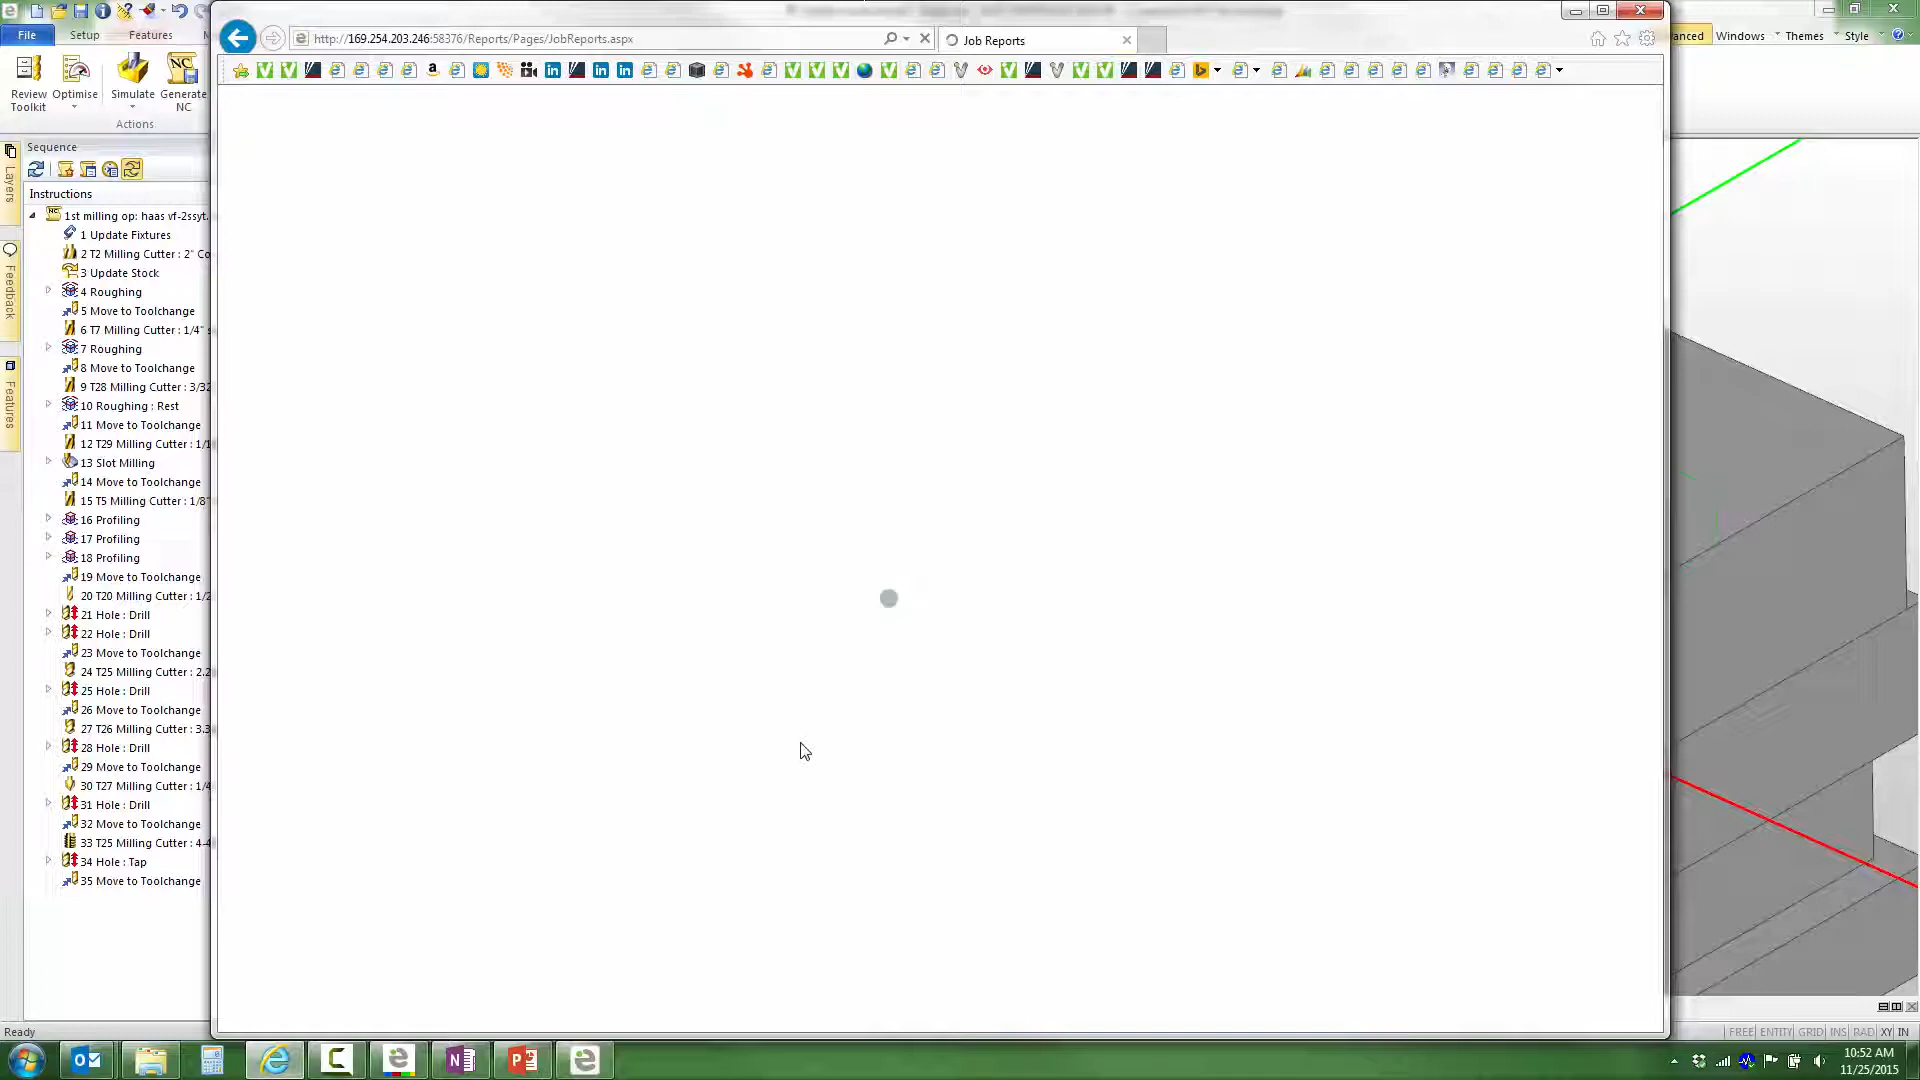 File
Setup
Features
Review Toolkit
Optimise
Simulate
Generate NC
Actions
http://169.254.203.246:58376/Reports/Pages/JobReports.aspx
Job Reports
Windows
Themes
Style
Layers
Feedback
Features
Sequence
Instructions
1st milling op: haas vf-2ssyt.
1 Update Fixtures
2 T2 Milling Cutter : 2" Co
3 Update Stock
4 Roughing
5 Move to Toolchange
6 T7 Milling Cutter : 1/4" s
7 Roughing
8 Move to Toolchange
9 T28 Milling Cutter : 3/32
10 Roughing : Rest
11 Move to Toolchange
12 T29 Milling Cutter : 1/1
13 Slot Milling
14 Move to Toolchange
15 T5 Milling Cutter : 1/8"
16 Profiling
17 Profiling
18 Profiling
19 Move to Toolchange
20 T20 Milling Cutter : 1/2
21 Hole : Drill
22 Hole : Drill
23 Move to Toolchange
24 T25 Milling Cutter : 2.2
25 Hole : Drill
26 Move to Toolchange
27 T26 Milling Cutter : 3.3
28 Hole : Drill
29 Move to Toolchange
30 T27 Milling Cutter : 1/4
31 Hole : Drill
32 Move to Toolchange
33 T25 Milling Cutter : 4-4
34 Hole : Tap
35 Move to Toolchange
Ready
FREE ENTITY GRID INS RAD XY IN
10:52 AM
11/25/2015